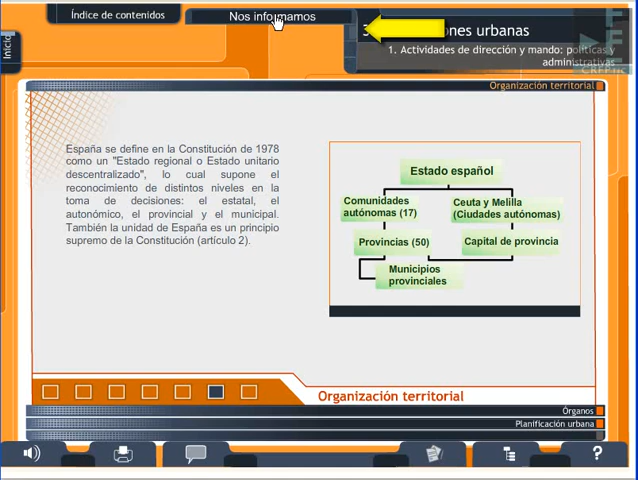 Índice de contenidos
Nos informamos
Inicio
ones urbanas
1. Actividades de dirección y mando: políticas y
administrativas
Organización territorial
España se define en la Constitución de 1978
como un "Estado regional o Estado unitario
descentralizado", lo cual supone el
reconocimiento de distintos niveles en la
toma de decisiones: el estatal, el
autonómico, el provincial y el municipal.
También la unidad de España es un principio
supremo de la Constitución (artículo 2).
Estado español
Comunidades
autónomas (17)
Ceuta y Melilla
(Ciudades autónomas)
Provincias (50)
Capital de provincia
Municipios
provinciales
Organización territorial
Órganos
Planificación urbana
?